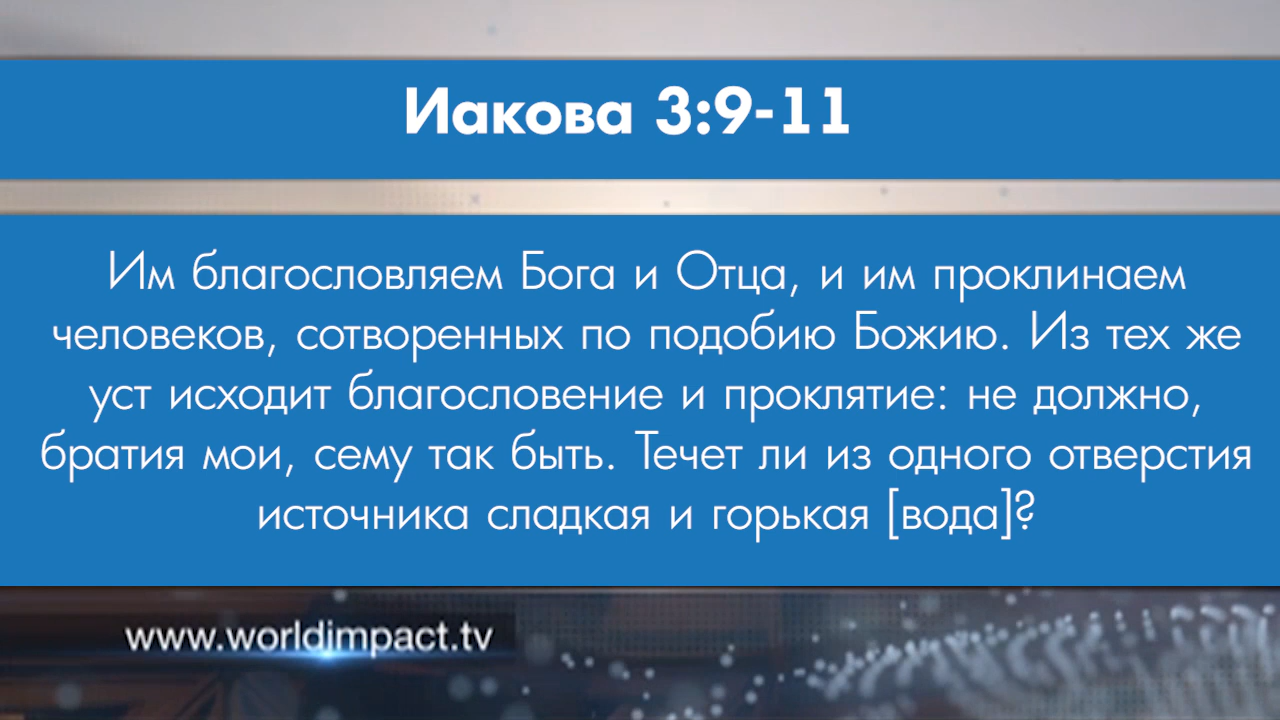 Иакова 3:9-11
Им благословляем Бога и Отца, и им проклинаем
человеков, сотворенных по подобию Божию. Из тех же
уст исходит благословение и проклятие: не должно,
братия мои, сему так быть. Течет ли из одного отверстия
источника сладкая и горькая [вода]?
www.worldimpact.tv